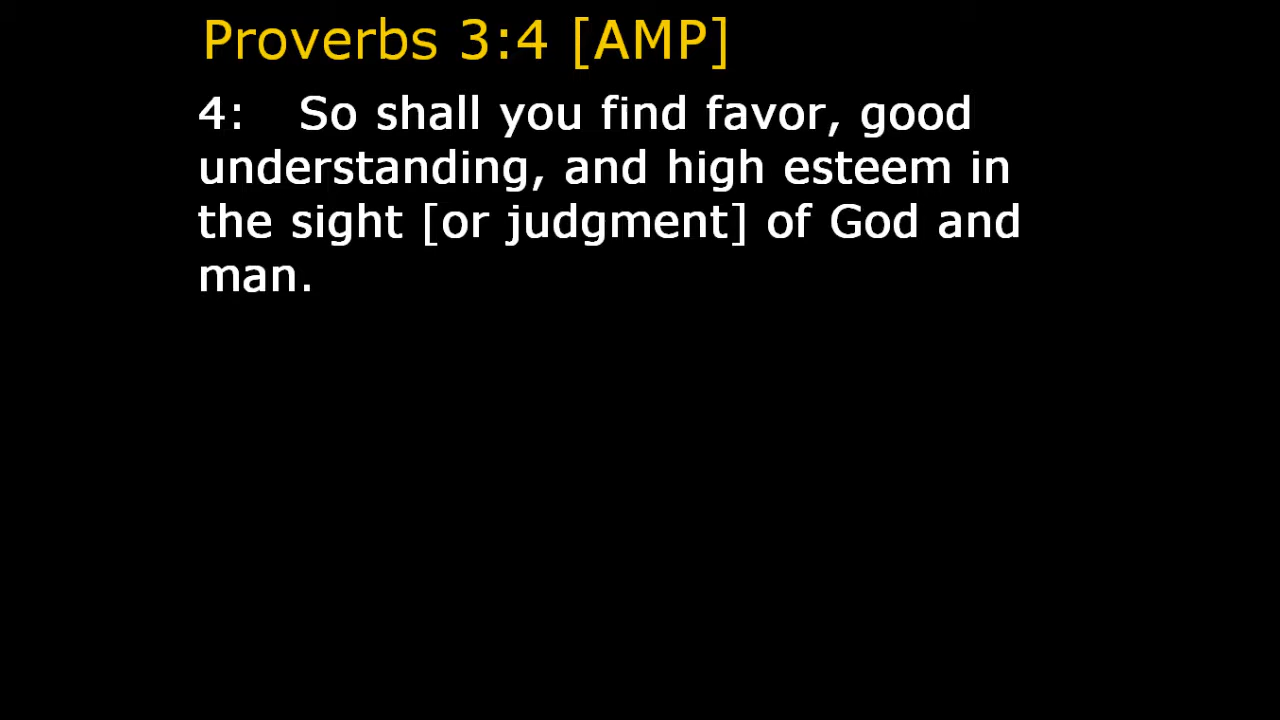 Proverbs 3:4 [AMP]
4: So shall you find favor, good
understanding, and high esteem in
the sight [or judgment] of God and
man.